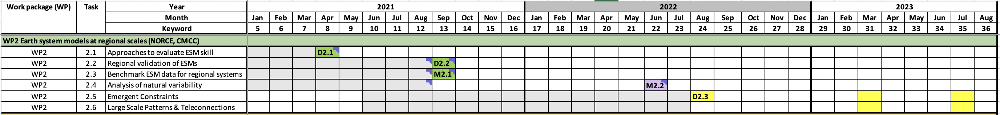 Work package (WP) Task Year 2021 2022 2023
Month Jan Feb Mar Apr May Jun Jul Aug Sep Oct Nov Dec Jan Feb Mar Apr May Jun Jul Aug Sep Oct Nov Dec Jan Feb Mar Apr May Jun Jul Aug
Keyword 5 6 7 8 9 10 11 12 13 14 15 16 17 18 19 20 21 22 23 24 25 26 27 28 29 30 31 32 33 34 35 36
WP2 Earth system models at regional scales (NORCE, CMCC)
WP2 2.1 Approaches to evaluate ESM skill D2.1
WP2 2.2 Regional validation of ESMs D2.2
WP2 2.3 Benchmark ESM data for regional systems M2.1
WP2 2.4 Analysis of natural variability M2.2
WP2 2.5 Emergent Constraints D2.3
WP2 2.6 Large Scale Patterns & Teleconnections